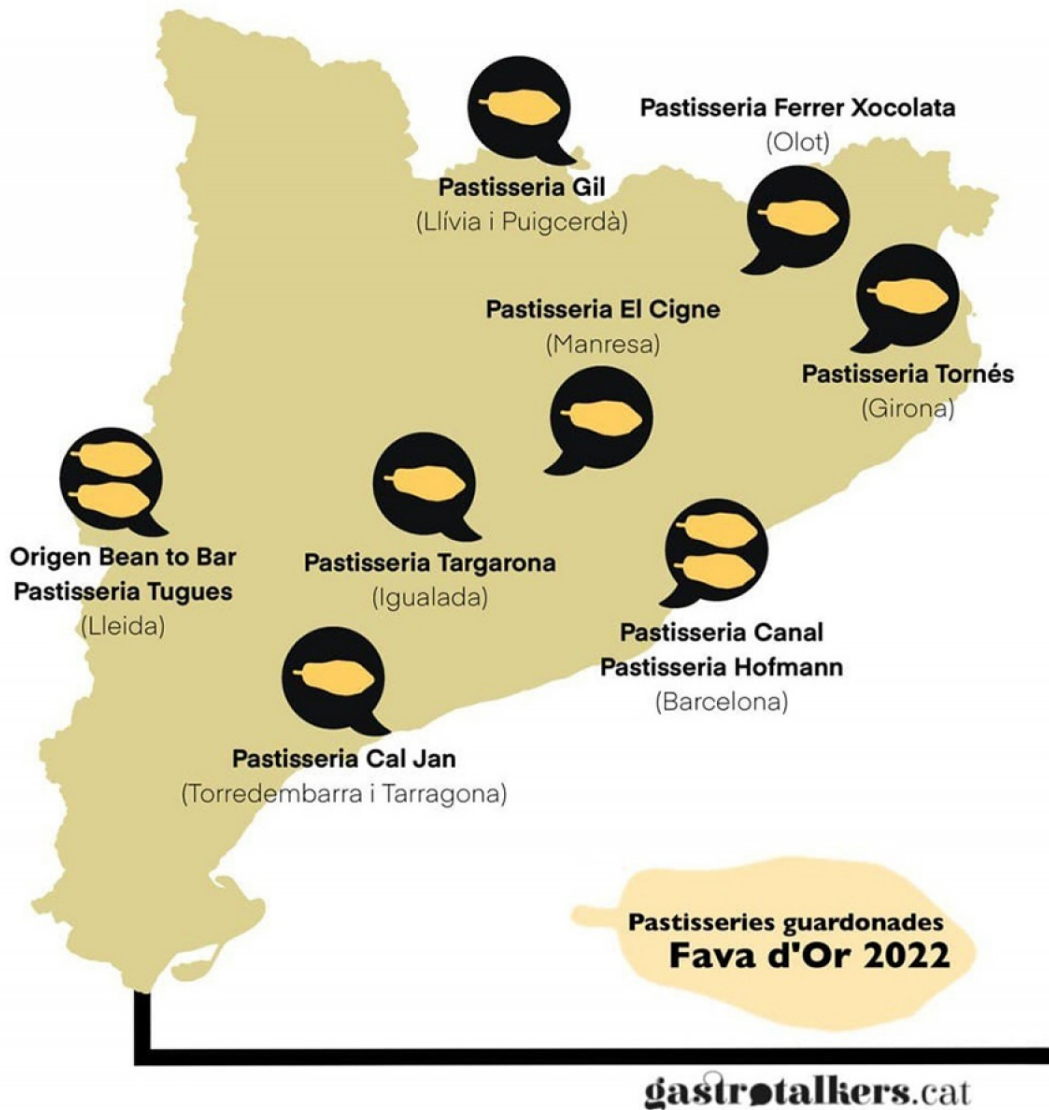 Pastisseria Ferrer Xocolata
(Olot)
Pastisseria Gil
(Llívia i Puigcerdà)
Pastisseria El Cigne
(Manresa)
Pastisseria Tornés
(Girona)
Origen Bean to Bar
Pastisseria Tugues
(Lleida)
Pastisseria Targarona
(Igualada)
Pastisseria Canal
Pastisseria Hofmann
(Barcelona)
Pastisseria Cal Jan
(Torredembarra i Tarragona)
Pastisseries guardonades
Fava d'Or 2022
gastrotalkers.cat